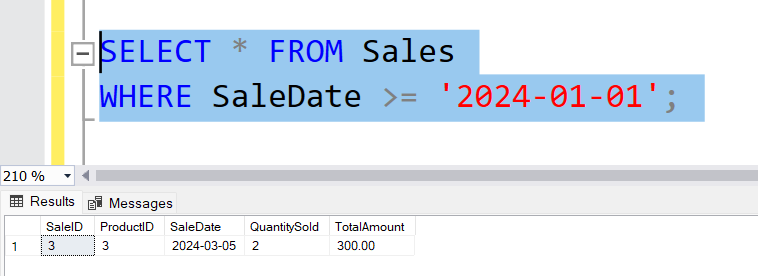 SELECT * FROM Sales
WHERE SaleDate >= '2024-01-01';
210 %
Results Messages
SaleID ProductID SaleDate QuantitySold TotalAmount
1 3 3 2024-03-05 2 300.00